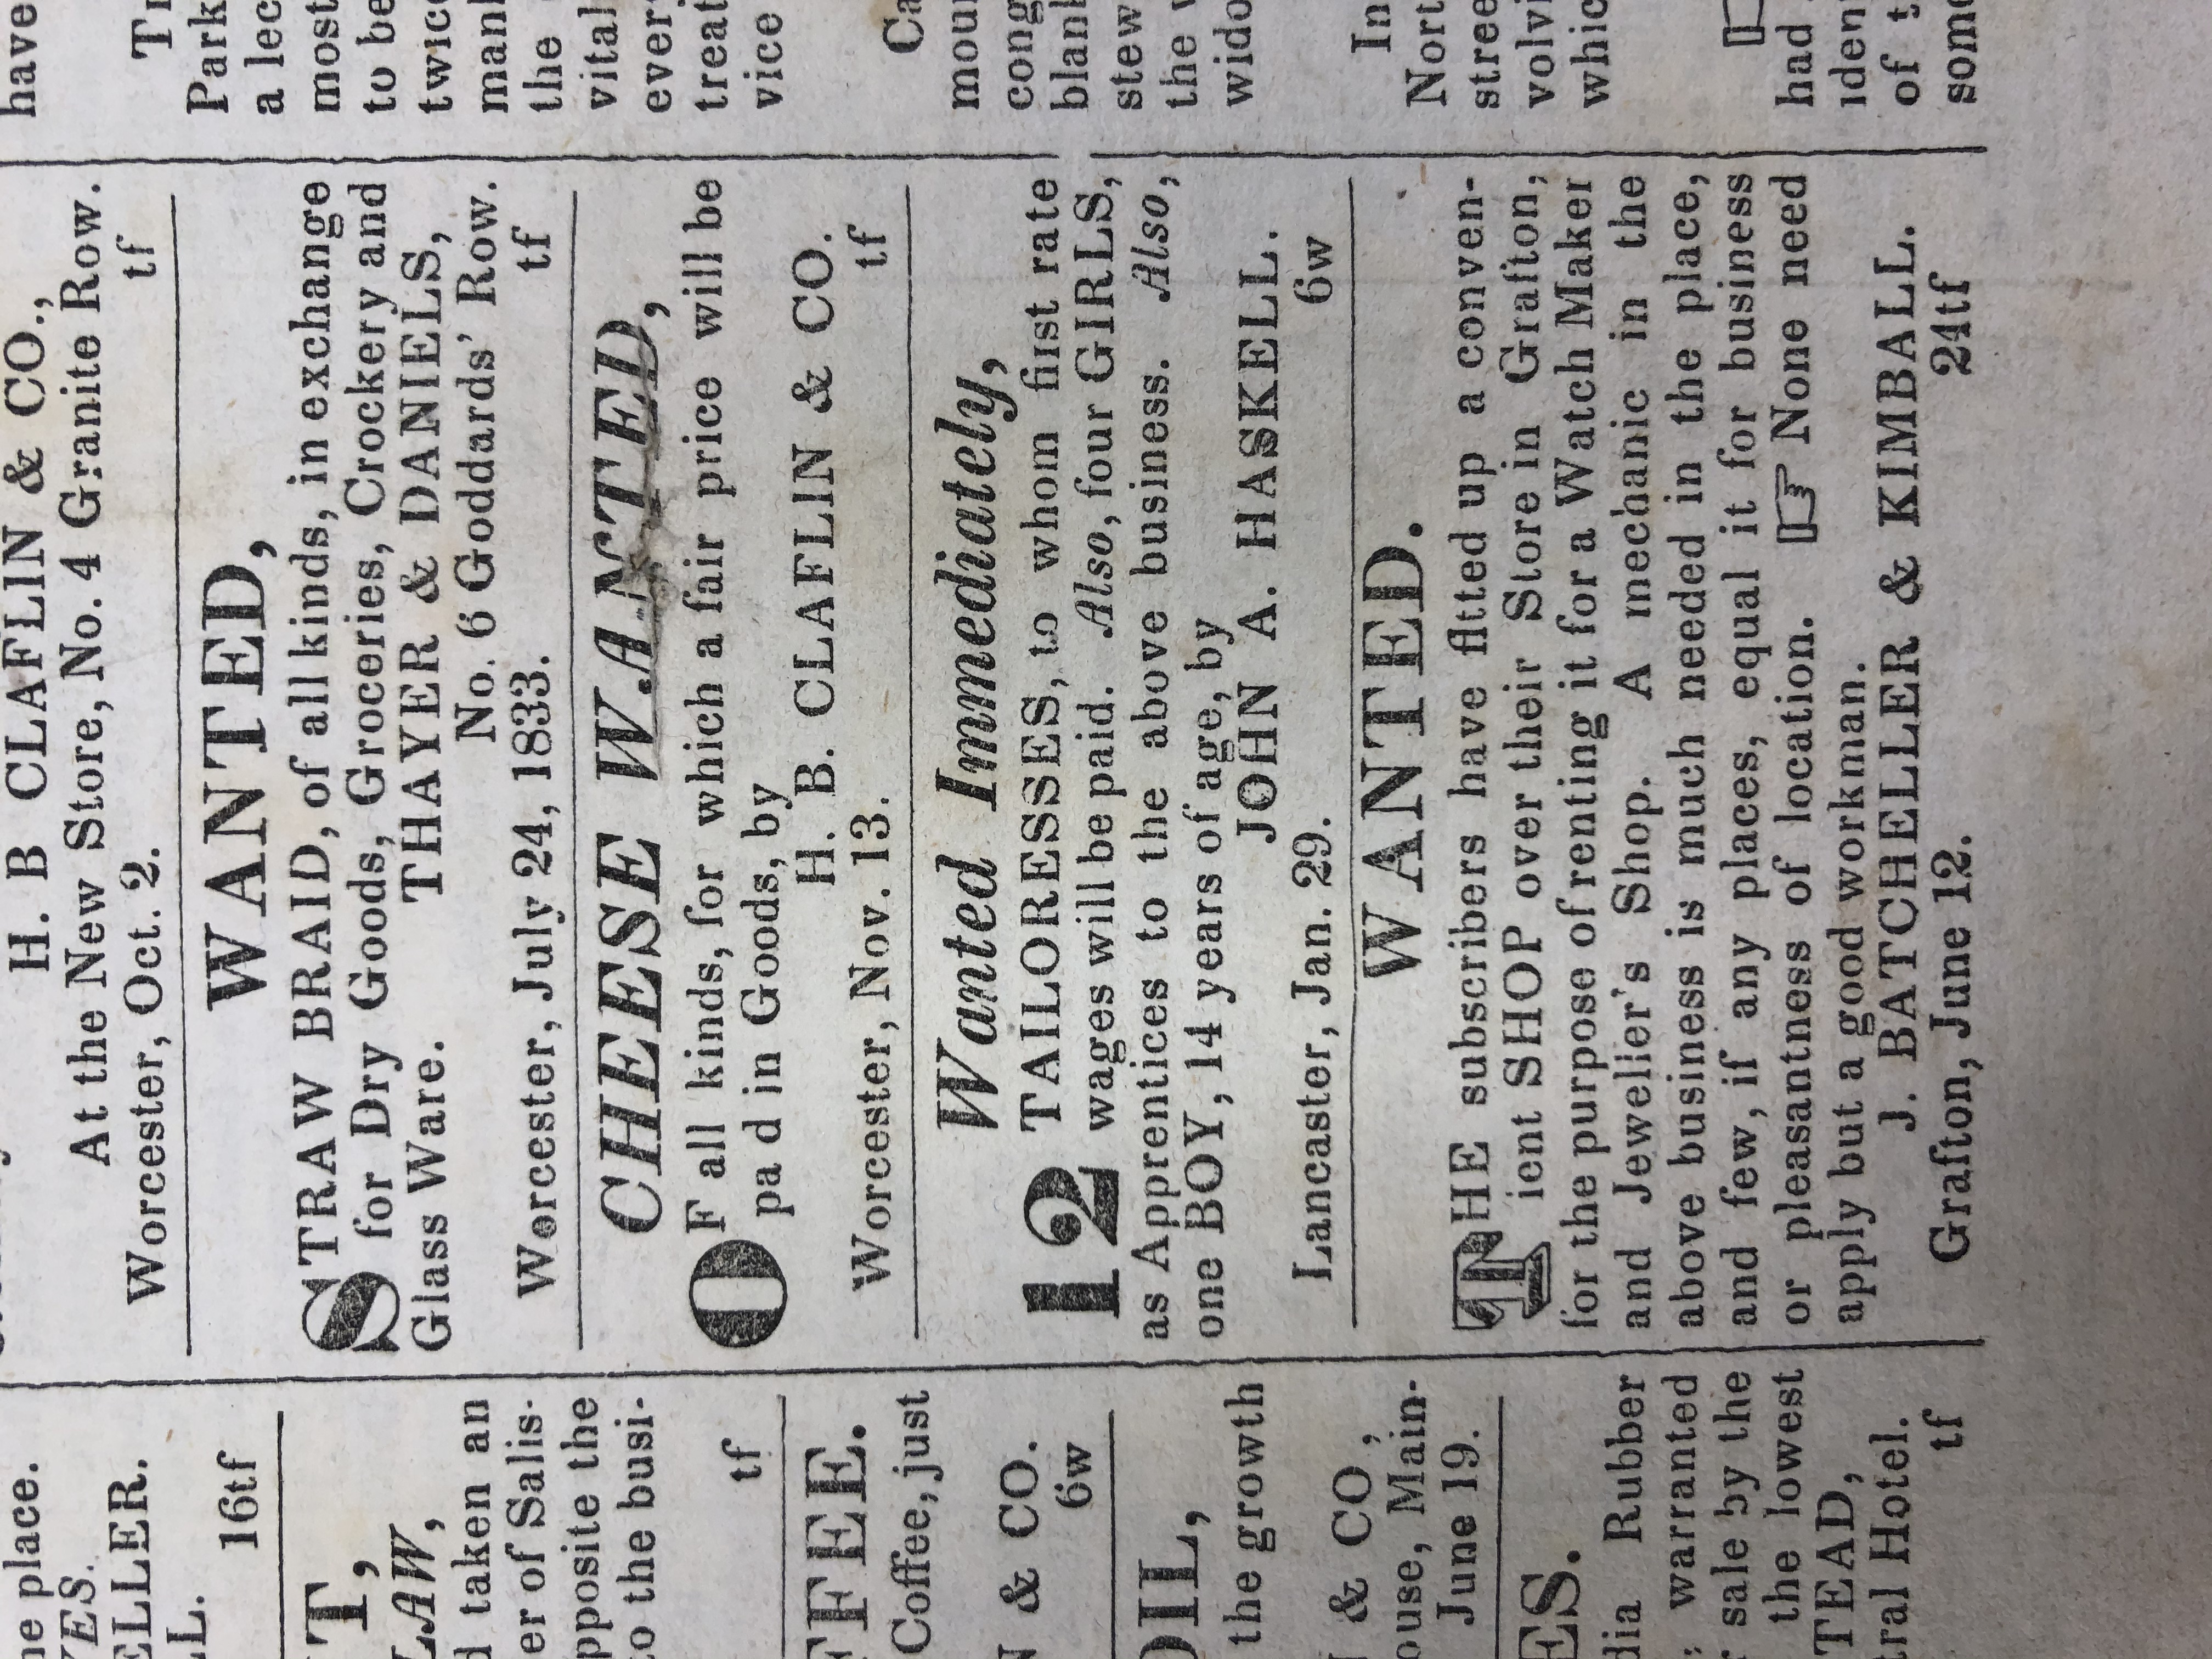 he place.
YES.
ELLER.
LL.
16tf
T,
LAW,
d taken an
er of Salis-
pposite the
to the busi-
tf
FFEE.
Coffee, just
N & CO.
6w
OIL,
the growth
& CO,
ouse, Main-
June 19.
ES.
dia Rubber
warranted
r sale by the
the lowest
TEAD,
tral Hotel.
tf
H. B CLAFLIN & CO.,
At the New Store, No. 4 Granite Row.
Worcester, Oct. 2. tf
WANTED,
STRAW BRAID, of all kinds, in exchange
for Dry Goods, Groceries, Crockery and
Glass Ware. THAYER & DANIELS,
No. 6 Goddards' Row.
Worcester, July 24, 1833. tf
CHEESE WANTED,
OF all kinds, for which a fair price will be
pa d in Goods, by
H. B. CLAFLIN & CO.
Worcester, Nov. 13. tf
Wanted Immediately,
12 TAILORESSES, to whom first rate
wages will be paid. Also, four GIRLS,
as Apprentices to the above business. Also,
one BOY, 14 years of age, by
JOHN A. HASKELL.
Lancaster, Jan. 29. 6w
WANTED.
THE subscribers have fitted up a conven-
ient SHOP over their Store in Grafton,
for the purpose of renting it for a Watch Maker
and Jeweller's Shop. A mechanic in the
above business is much needed in the place,
and few, if any places, equal it for business
or pleasantness of location. ☞ None need
apply but a good workman.
J. BATCHELLER & KIMBALL.
Grafton, June 12. 24tf
have
Park
a lec
most
to be
twice
the
vital
every
treat
vice
Ca
mou
cong
blank
stew
the
wido
In
Nort
stree
volvi
whic
had
iden
of t
some